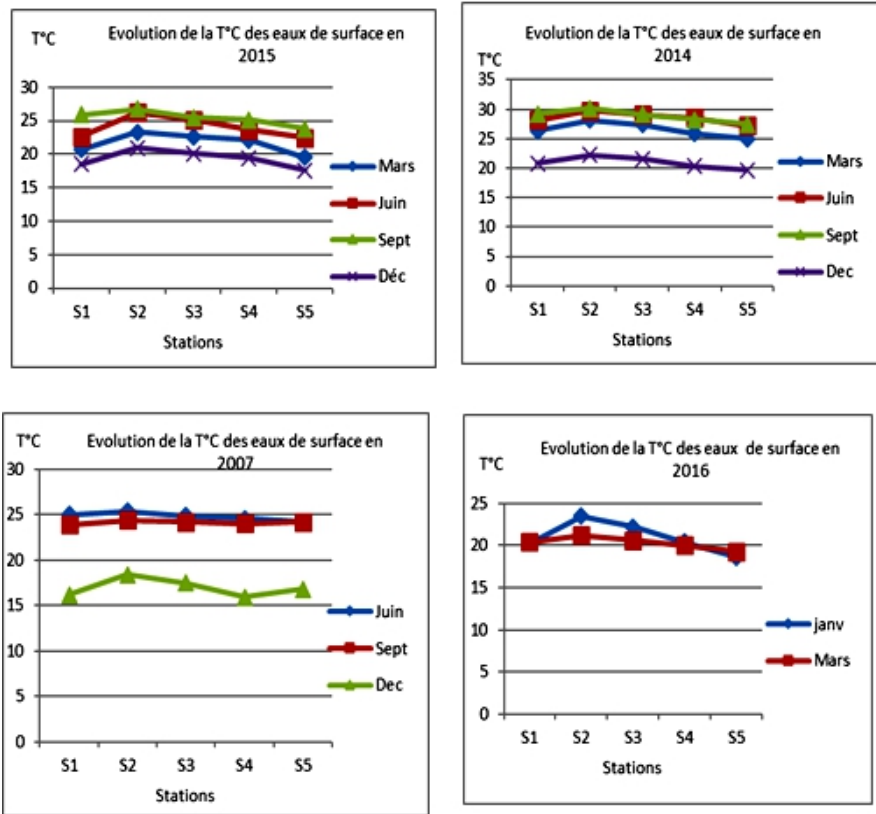 T°C
Evolution de la T°C des eaux de surface en
2015
30
25
20
15
10
5
0
S1 S2 S3 S4 S5
Stations
Mars
Juin
Sept
Déc
T°C
Evolution de la T°C des eaux de surface en
2014
35
30
25
20
15
10
5
0
S1 S2 S3 S4 S5
Stations
Mars
Juin
Sept
Dec
T°C
Evolution de la T°C des eaux de surface en
2007
30
25
20
15
10
5
0
S1 S2 S3 S4 S5
Stations
Juin
Sept
Dec
T°C
Evolution de la T°C des eaux de surface en
2016
25
20
15
10
5
0
S1 S2 S3 S4 S5
Stations
janv
Mars